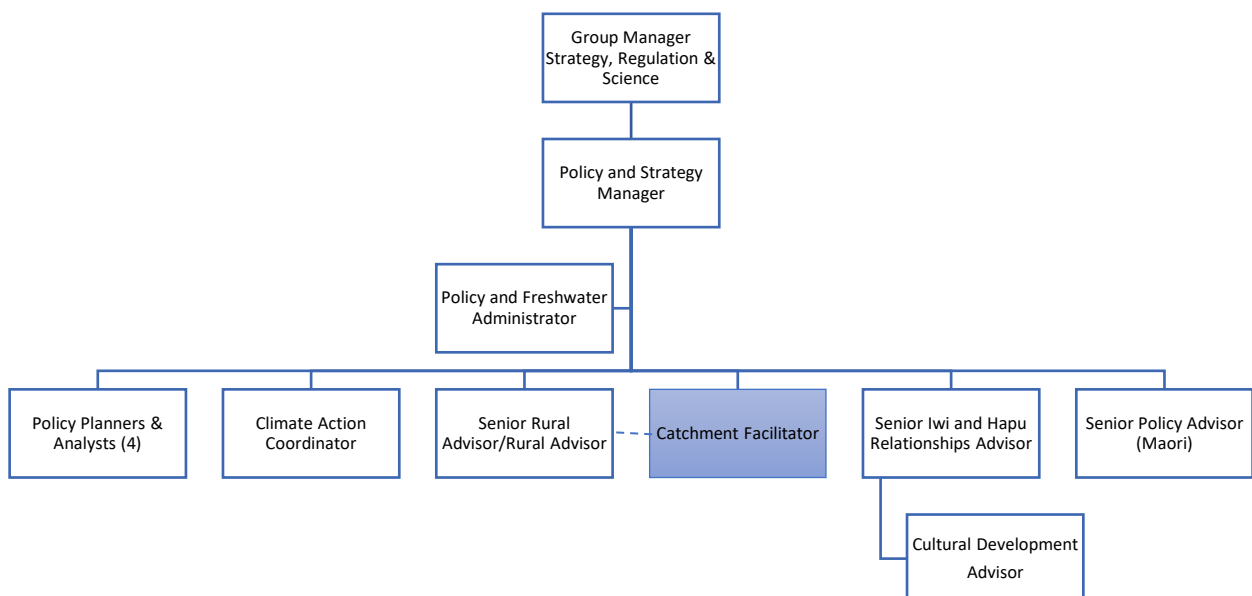 Group Manager
Strategy, Regulation &
Science
Policy and Strategy
Manager
Policy and Freshwater
Administrator
Policy Planners &
Analysts (4)
Climate Action
Coordinator
Senior Rural
Advisor/Rural Advisor
Catchment Facilitator
Senior Iwi and Hapu
Relationships Advisor
Senior Policy Advisor
(Maori)
Cultural Development
Advisor